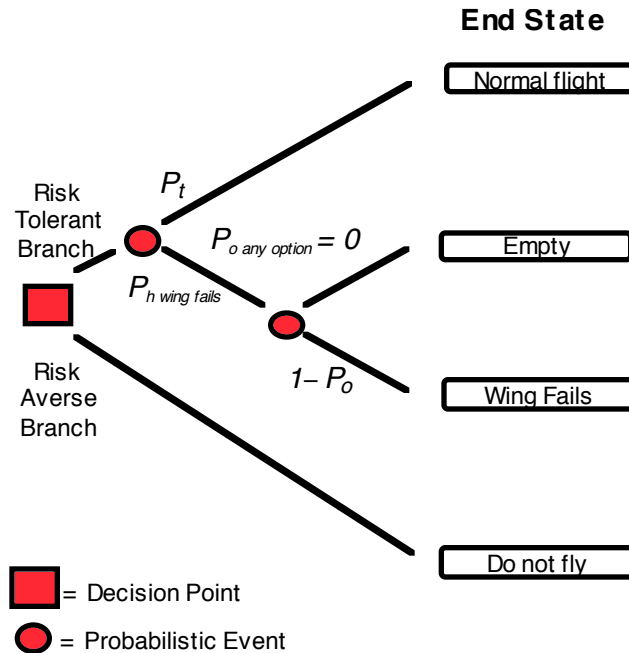 End State
Normal flight
P_t
Risk
Tolerant
Branch
P_o any option = 0
Empty
P_h wing fails
1– P_o
Wing Fails
Risk
Averse
Branch
Do not fly
= Decision Point
= Probabilistic Event